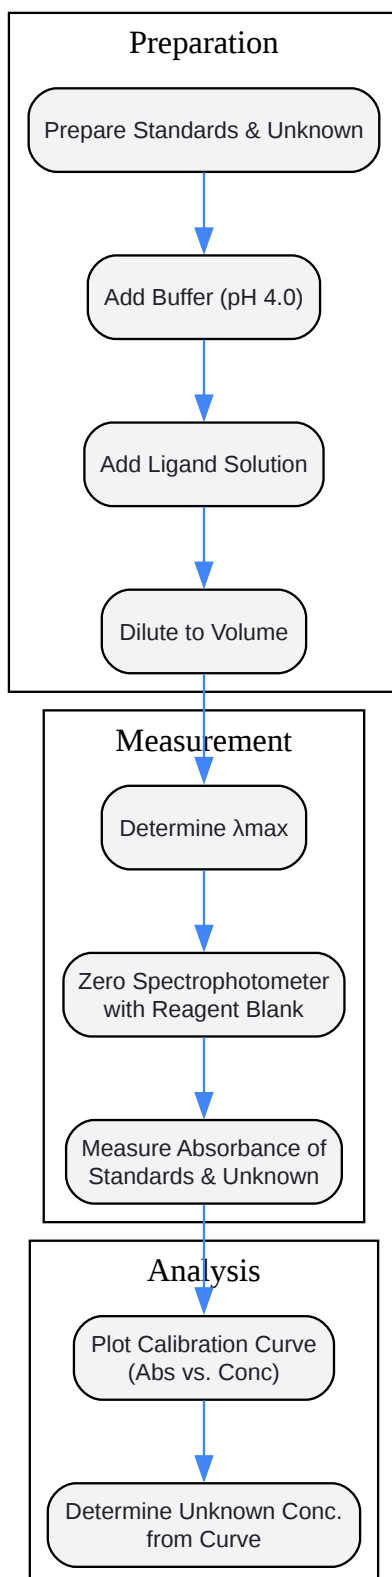 Preparation
Prepare Standards & Unknown
Add Buffer (pH 4.0)
Add Ligand Solution
Dilute to Volume
Measurement
Determine λmax
Zero Spectrophotometer
with Reagent Blank
Measure Absorbance of
Standards & Unknown
Analysis
Plot Calibration Curve
(Abs vs. Conc)
Determine Unknown Conc.
from Curve